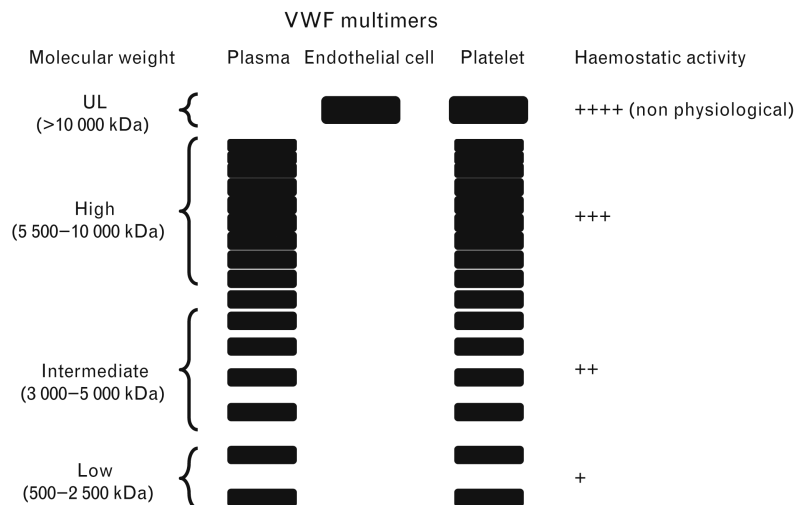 VWF multimers
Molecular weight Plasma Endothelial cell Platelet Haemostatic activity
UL
(>10 000 kDa)
++++ (non physiological)
High
(5 500–10 000 kDa)
+++
Intermediate
(3 000–5 000 kDa)
++
Low
(500–2 500 kDa)
+